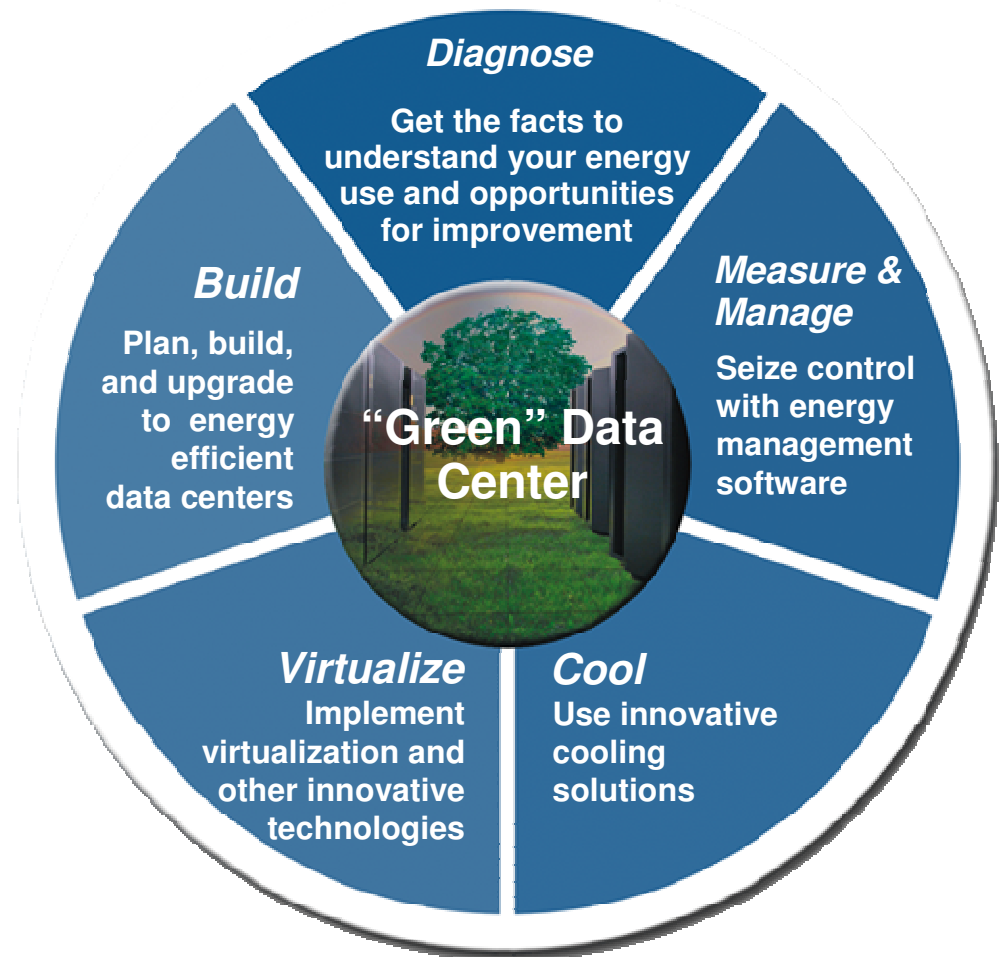 Diagnose
Get the facts to
understand your energy
use and opportunities
for improvement
Measure &
Manage
Seize control
with energy
management
software
Cool
Use innovative
cooling
solutions
Virtualize
Implement
virtualization and
other innovative
technologies
Build
Plan, build,
and upgrade
to energy
efficient
data centers
“Green” Data
Center